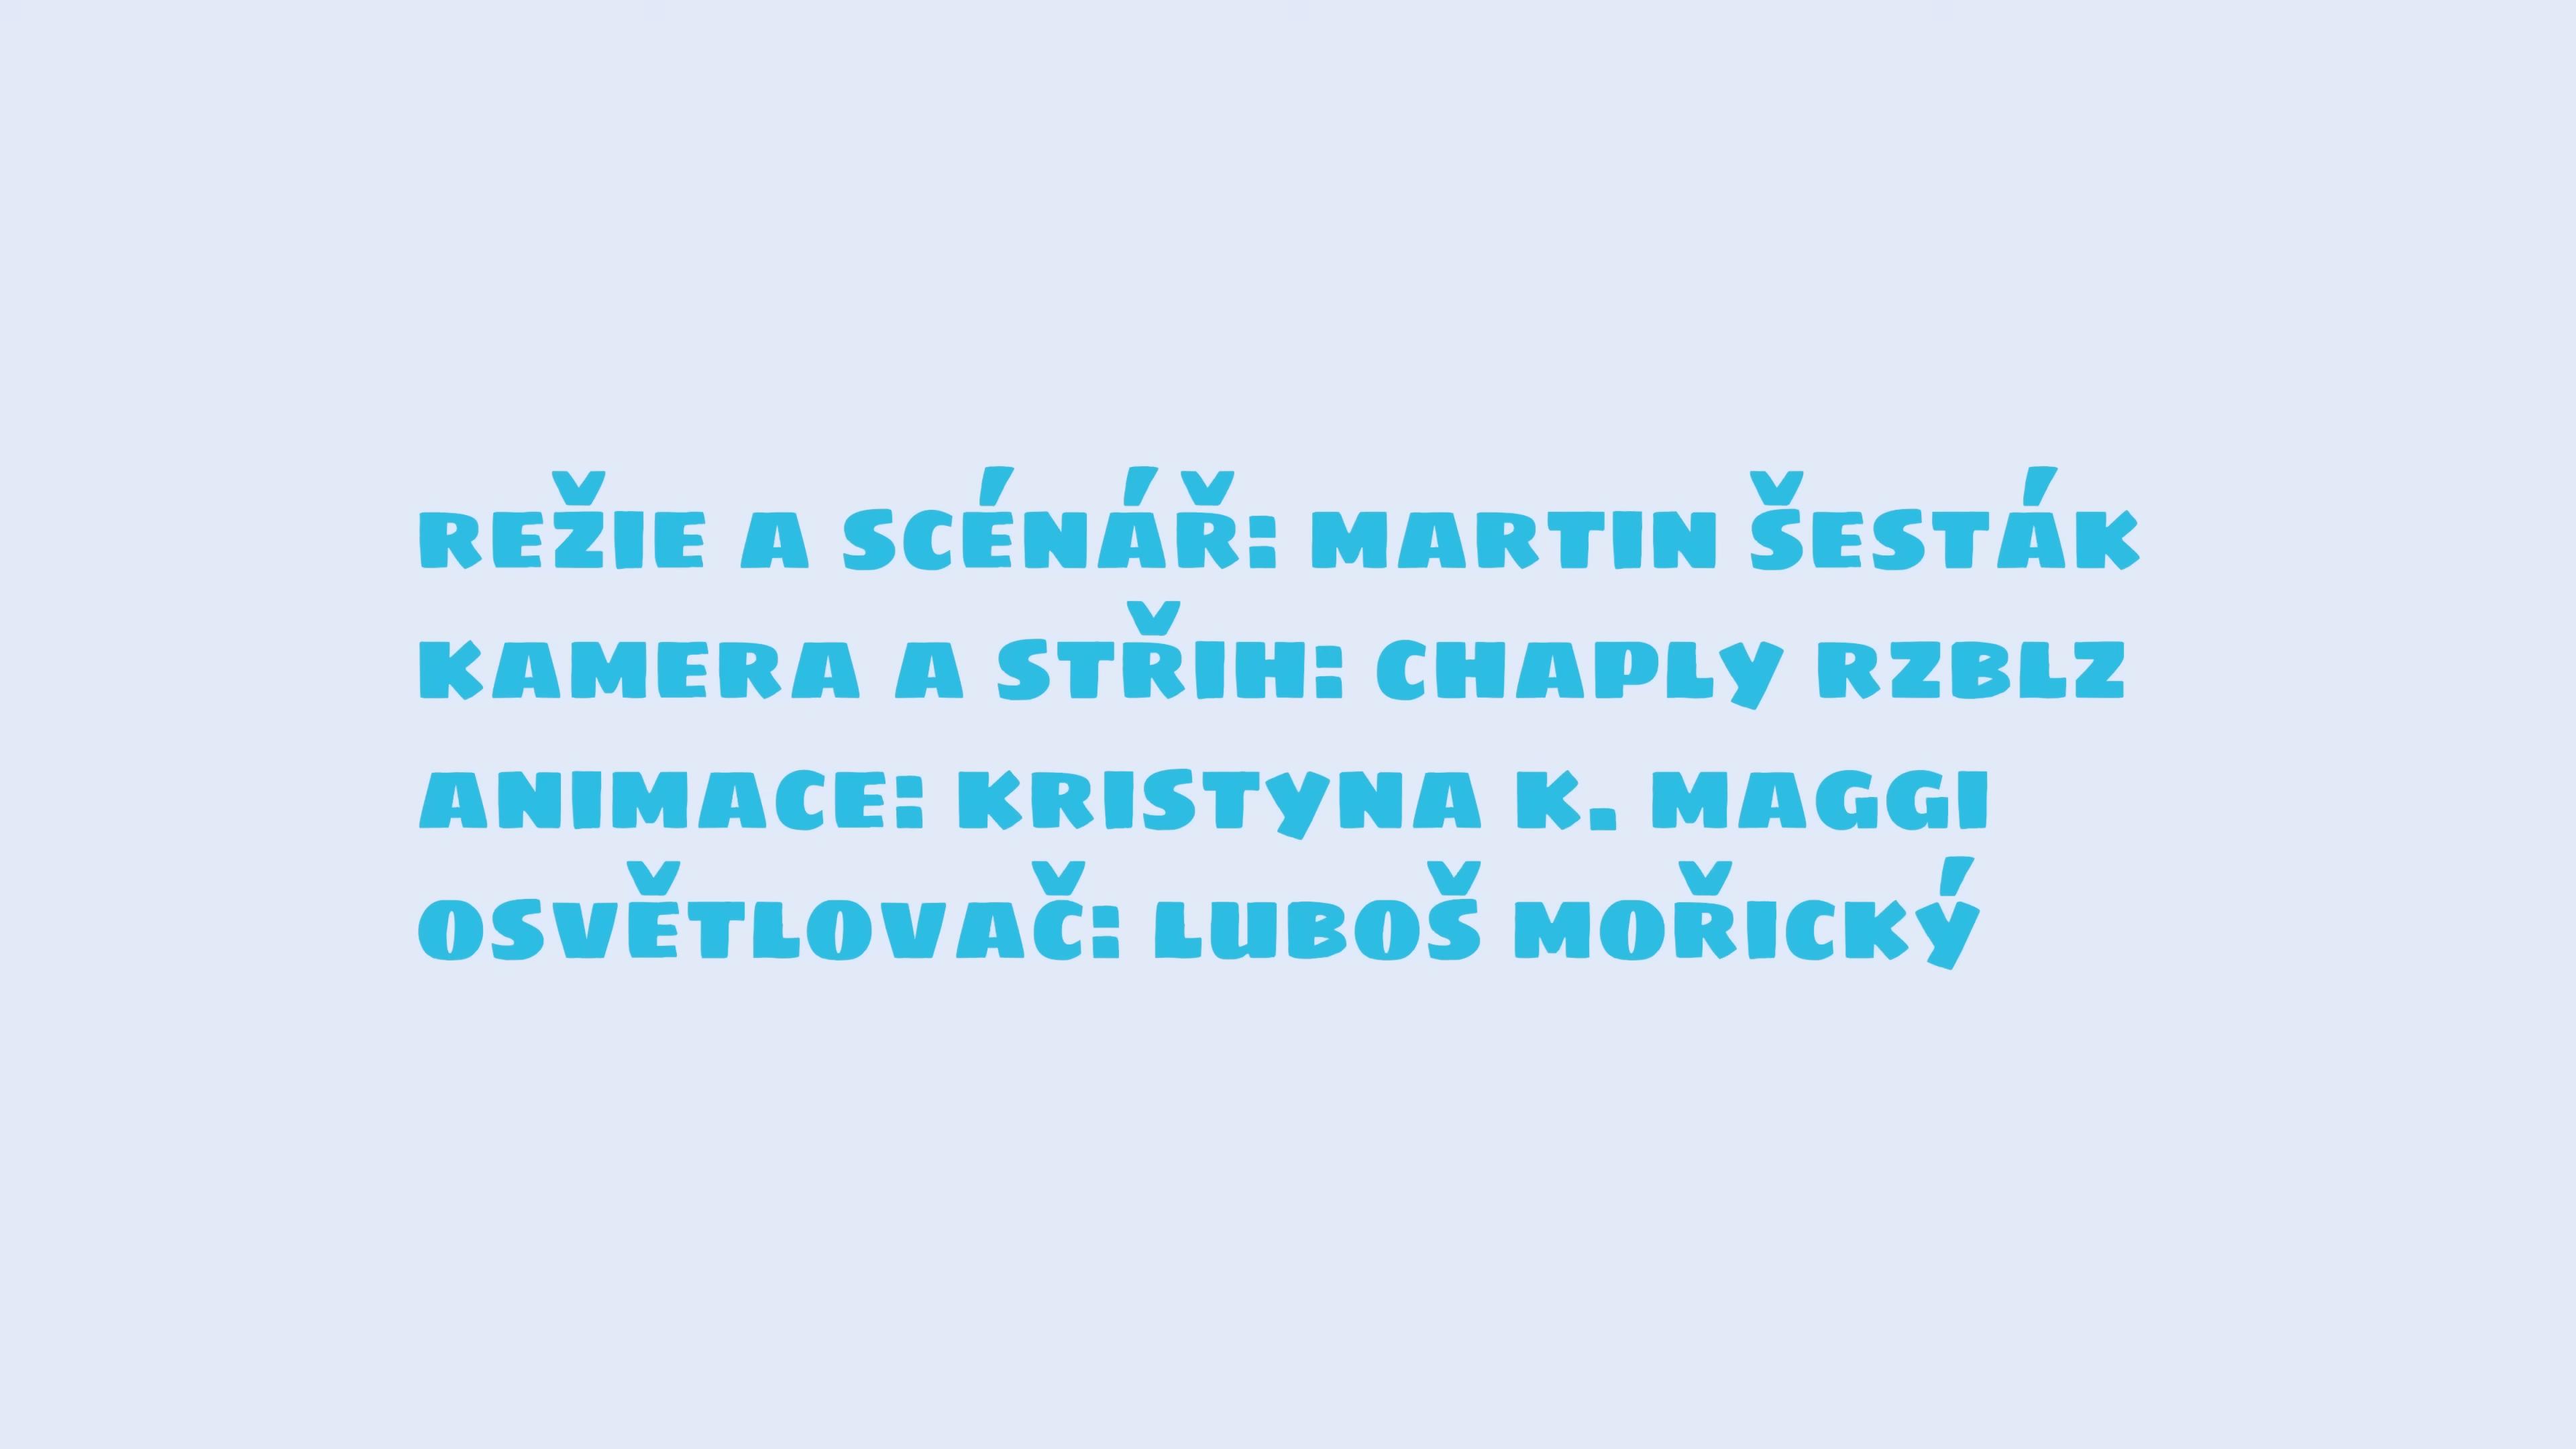 REŽIE A SCÉNÁŘ: MARTIN ŠESTÁK
KAMERA A STŘIH: CHAPLY RZBLZ
ANIMACE: KRISTYNA K. MAGGI
OSVĚTLOVAČ: LUBOŠ MOŘICKÝ